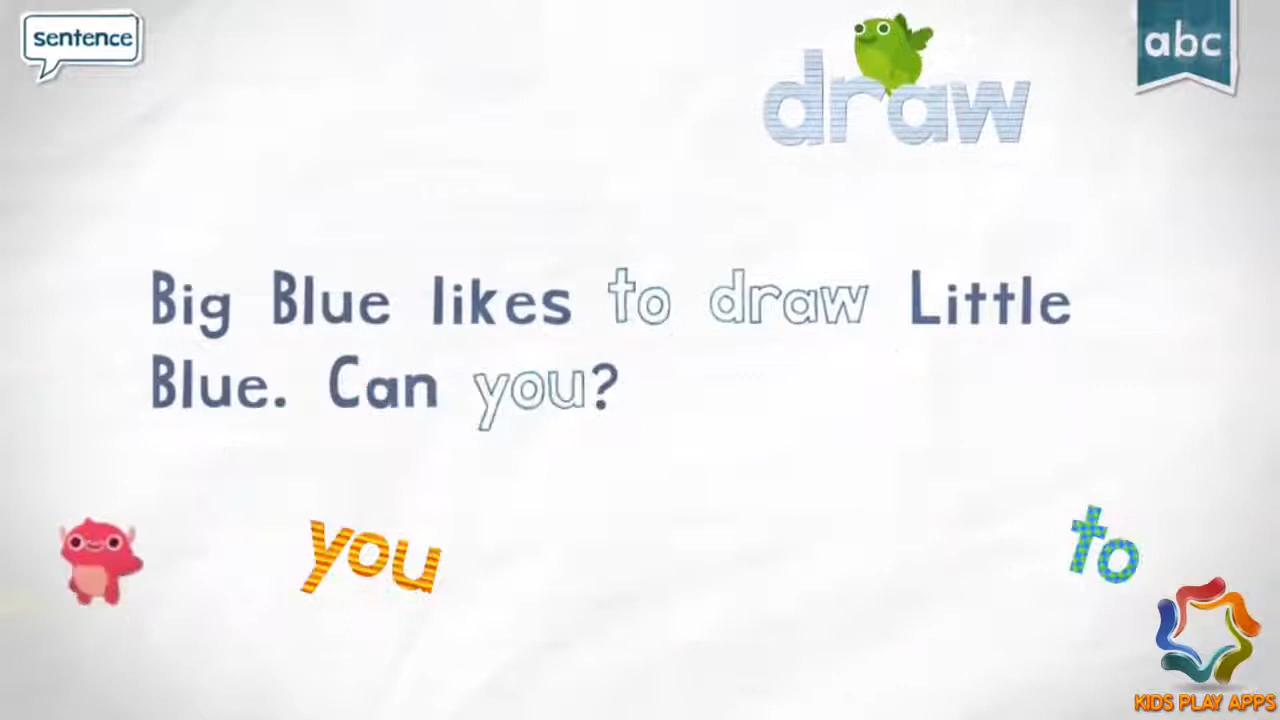 sentence
draw
abc
Big Blue likes to draw Little
Blue. Can you?
you
to
KIDS PLAY APPS